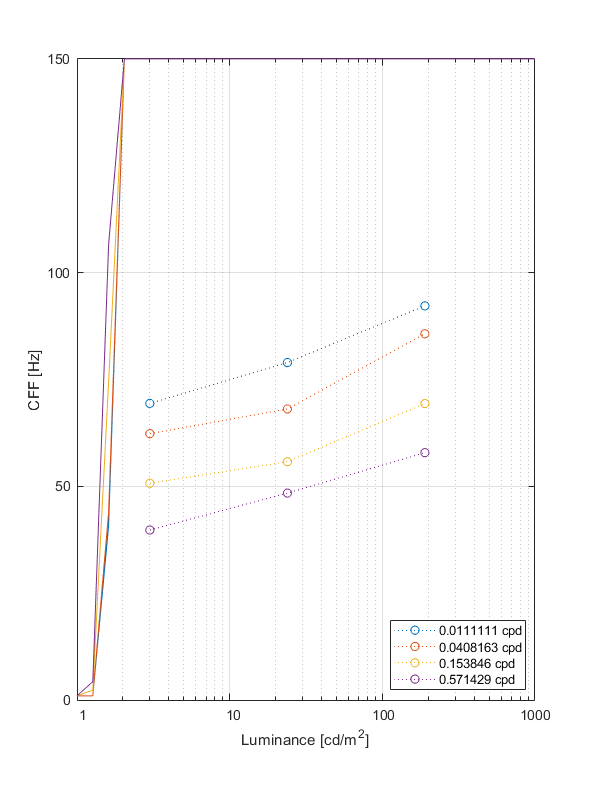 150
100
50
0
CFF [Hz]
1
10
100
1000
Luminance [cd/m²]
0.0111111 cpd
0.0408163 cpd
0.153846 cpd
0.571429 cpd